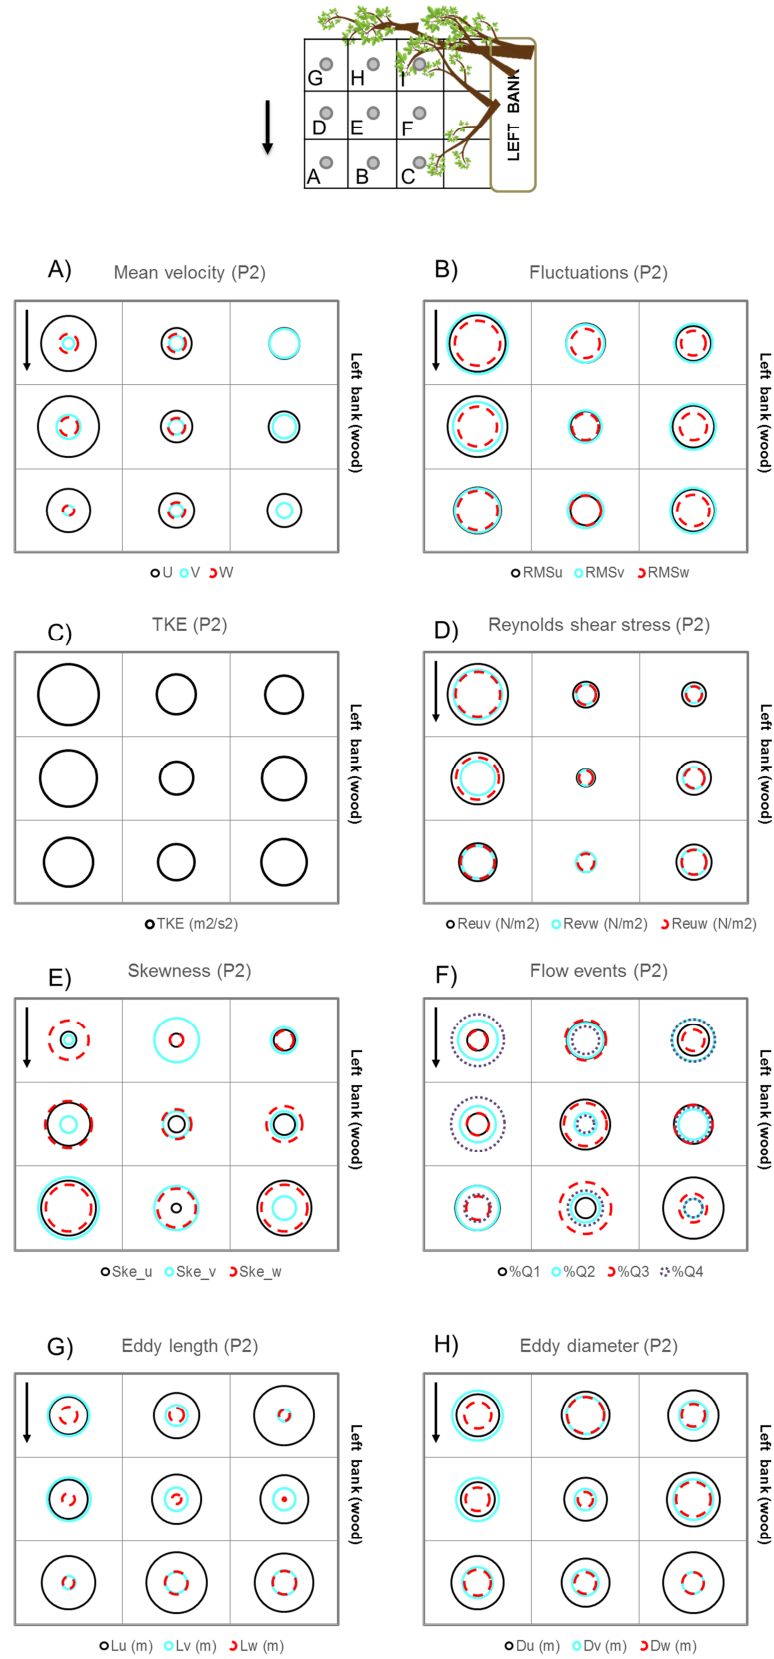 G H I
D E F
A B C
LEFT BANK
A) Mean velocity (P2)
Left bank (wood)
U V W
B) Fluctuations (P2)
Left bank (wood)
RMSu RMSv RMSw
C) TKE (P2)
Left bank (wood)
TKE (m2/s2)
D) Reynolds shear stress (P2)
Left bank (wood)
Reuv (N/m2) Revw (N/m2) Reuw (N/m2)
E) Skewness (P2)
Left bank (wood)
Ske_u Ske_v Ske_w
F) Flow events (P2)
Left bank (wood)
%Q1 %Q2 %Q3 %Q4
G) Eddy length (P2)
Left bank (wood)
Lu (m) Lv (m) Lw (m)
H) Eddy diameter (P2)
Left bank (wood)
Du (m) Dv (m) Dw (m)